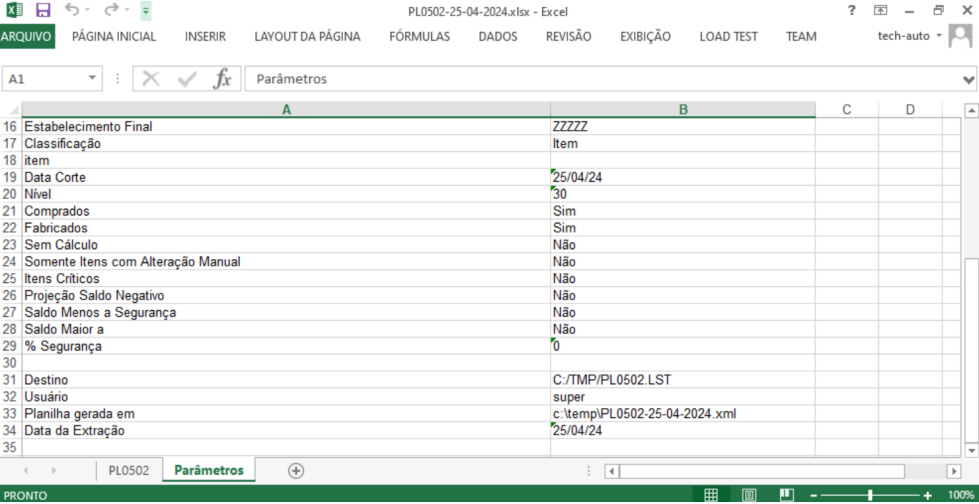 PL0502-25-04-2024.xlsx - Excel
?
ARQUIVO PÁGINA INICIAL INSERIR LAYOUT DA PÁGINA FÓRMULAS DADOS REVISÃO EXIBIÇÃO LOAD TEST TEAM tech-auto
A1 fx Parâmetros
A B C D
16 Estabelecimento Final ZZZZZ
17 Classificação Item
18 item
19 Data Corte 25/04/24
20 Nível 30
21 Comprados Sim
22 Fabricados Sim
23 Sem Cálculo Não
24 Somente Itens com Alteração Manual Não
25 Itens Críticos Não
26 Projeção Saldo Negativo Não
27 Saldo Menos a Segurança Não
28 Saldo Maior a Não
29 % Segurança 0
30
31 Destino C:/TMP/PL0502.LST
32 Usuário super
33 Planilha gerada em c:\temp\PL0502-25-04-2024.xml
34 Data da Extração 25/04/24
35
PL0502 Parâmetros
PRONTO 100%